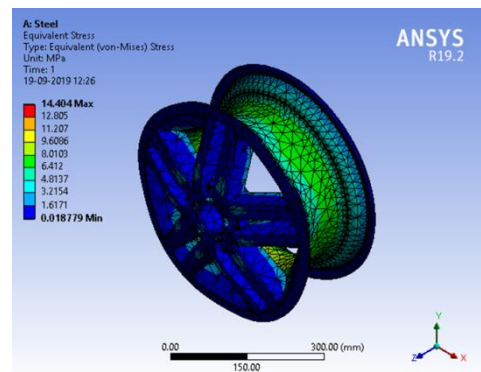 A: Steel
Equivalent Stress
Type: Equivalent (von-Mises) Stress
Unit: MPa
Time: 1
19-09-2019 12:26
14.404 Max
12.805
11.207
9.6086
8.0103
6.412
4.8137
3.2154
1.6171
0.018779 Min
ANSYS
R19.2
0.00
300.00 (mm)
150.00
Y
Z
X